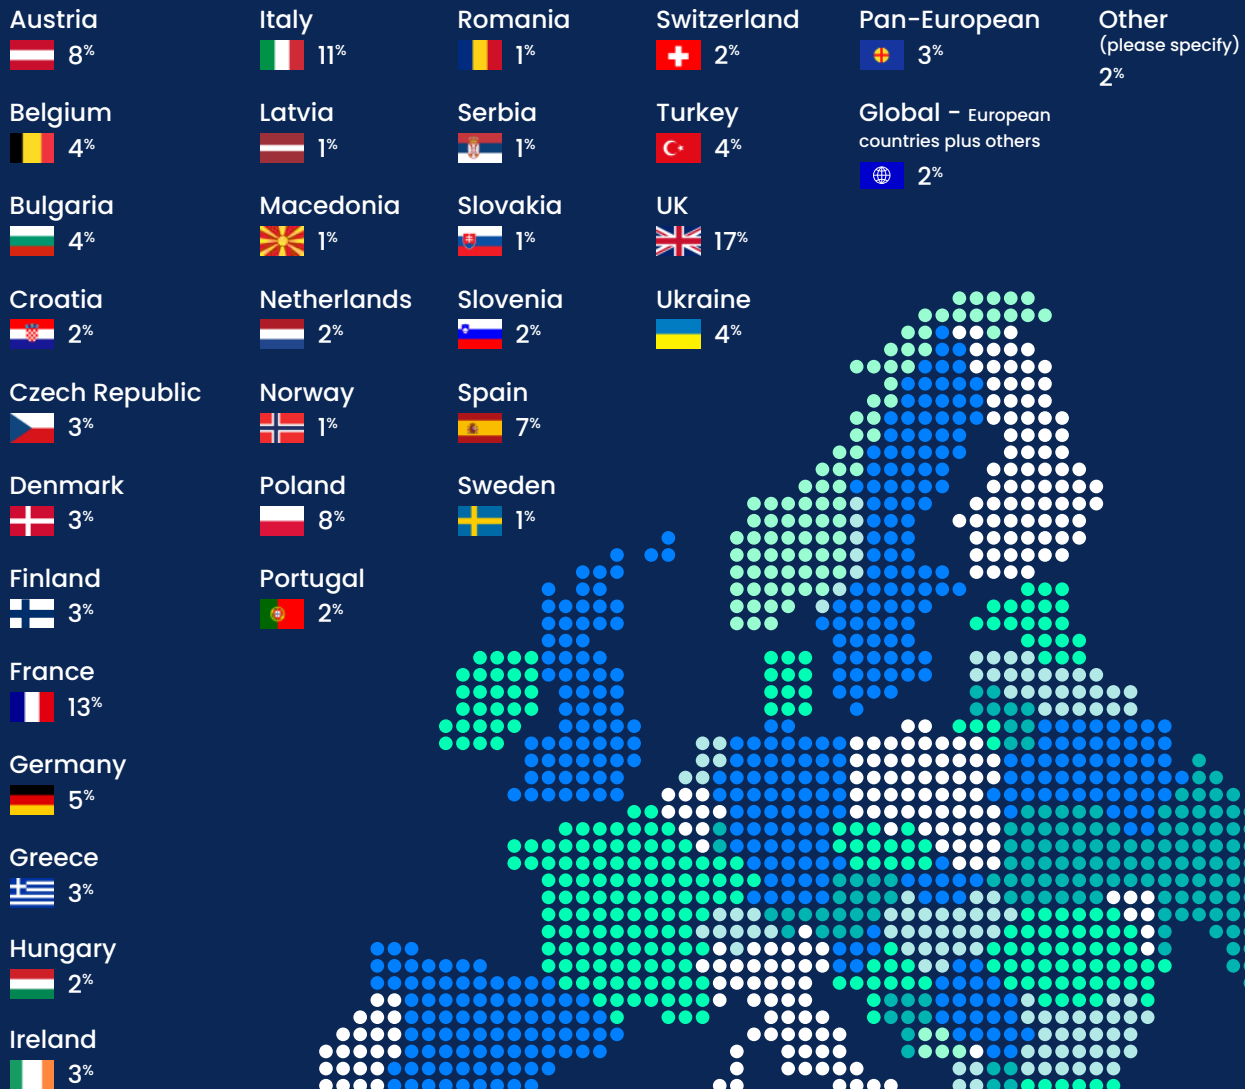 Austria
8%
Belgium
4%
Bulgaria
4%
Croatia
2%
Czech Republic
3%
Denmark
3%
Finland
3%
France
13%
Germany
5%
Greece
3%
Hungary
2%
Ireland
3%
Italy
11%
Latvia
1%
Macedonia
1%
Netherlands
2%
Norway
1%
Poland
8%
Portugal
2%
Romania
1%
Serbia
1%
Slovakia
1%
Slovenia
2%
Spain
7%
Sweden
1%
Switzerland
2%
Turkey
4%
UK
17%
Ukraine
4%
Pan-European
3%
Global - European
countries plus others
2%
Other
(please specify)
2%